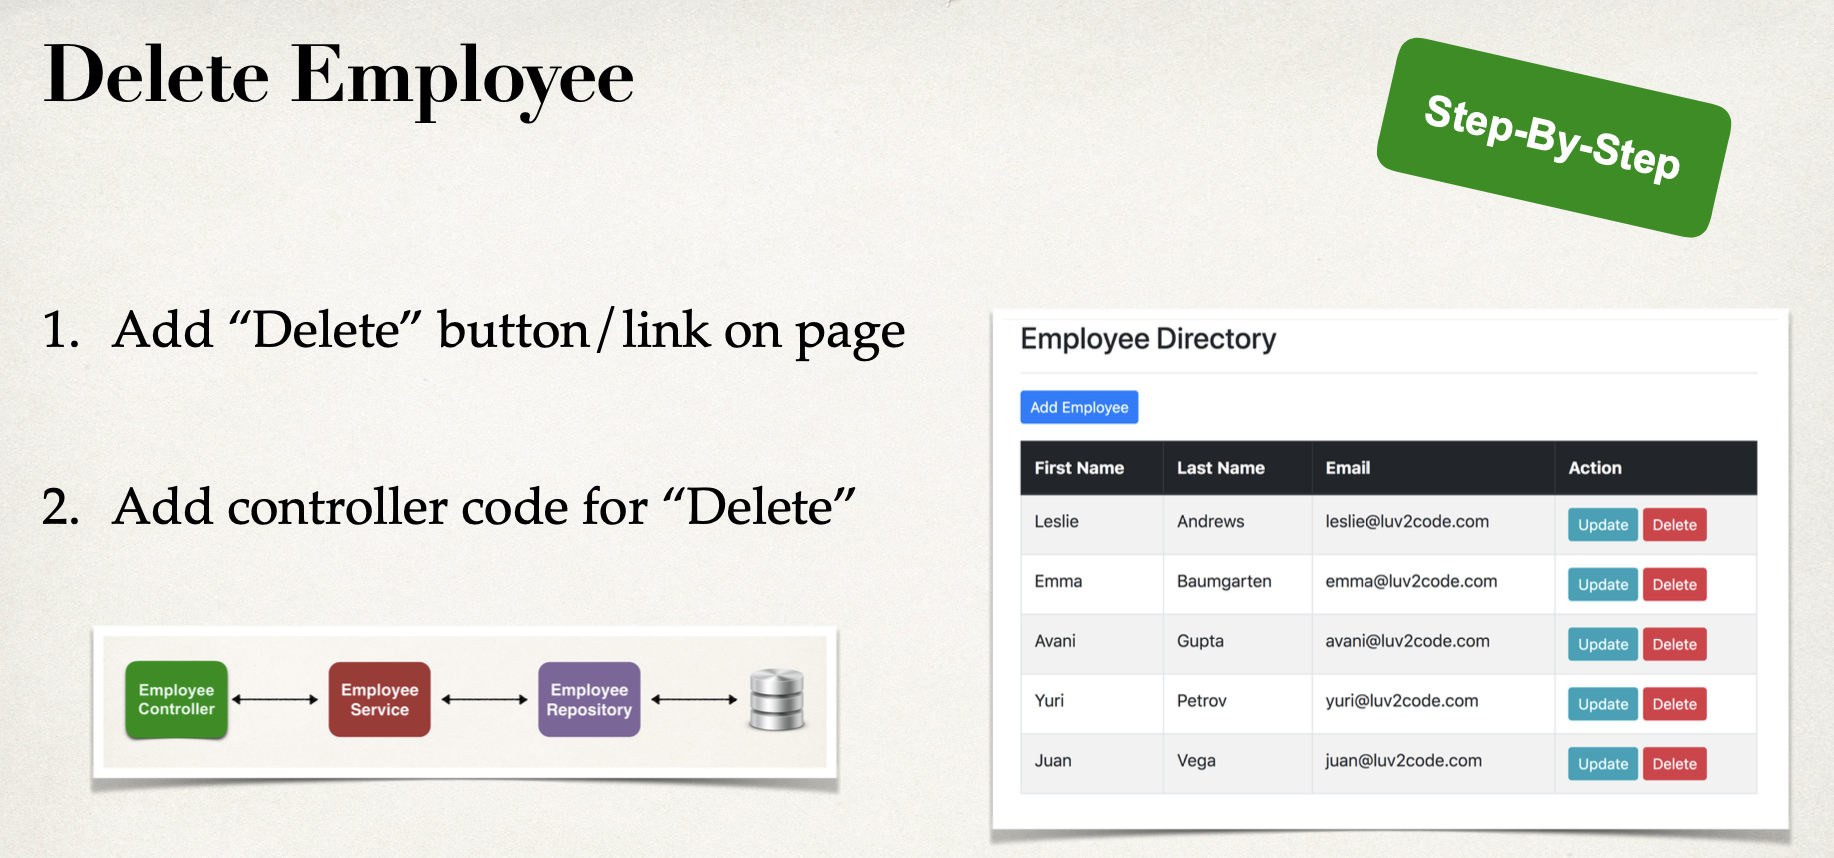 Delete Employee
Step-By-Step
1. Add “Delete” button/link on page
2. Add controller code for “Delete”
Employee Controller
Employee Service
Employee Repository
Employee Directory
Add Employee
First Name Last Name Email Action
Leslie Andrews leslie@luv2code.com Update Delete
Emma Baumgarten emma@luv2code.com Update Delete
Avani Gupta avani@luv2code.com Update Delete
Yuri Petrov yuri@luv2code.com Update Delete
Juan Vega juan@luv2code.com Update Delete